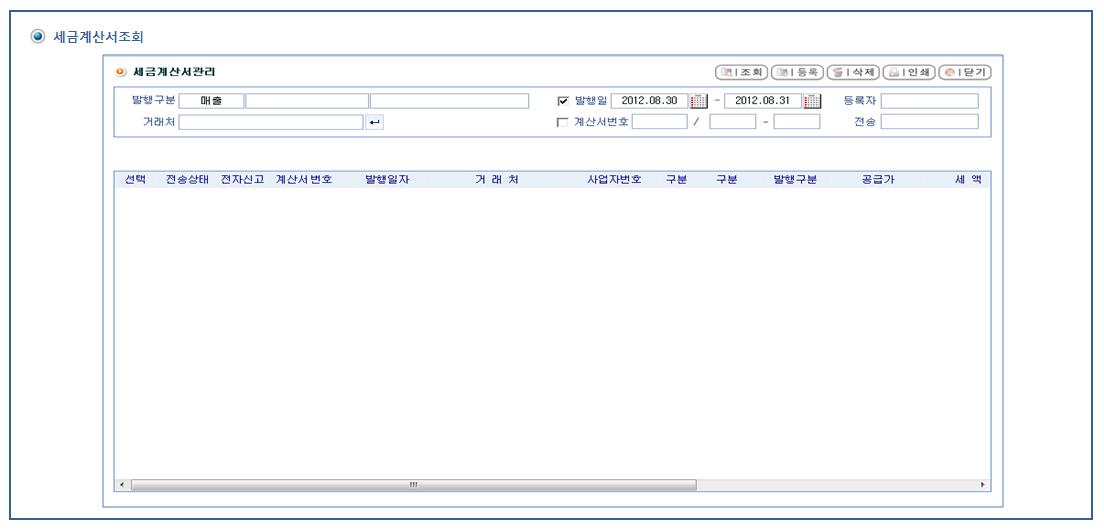 세금계산서조회
세금계산서관리 조회 등록 삭제 인쇄 닫기
발행구분 매출 발행일 2012.08.30 ~ 2012.08.31 등록자
거래처 계산서번호 / ~ 전송
선택 전송상태 전자신고 계산서번호 발행일자 거 래 처 사업자번호 구분 구분 발행구분 공급가 세 액